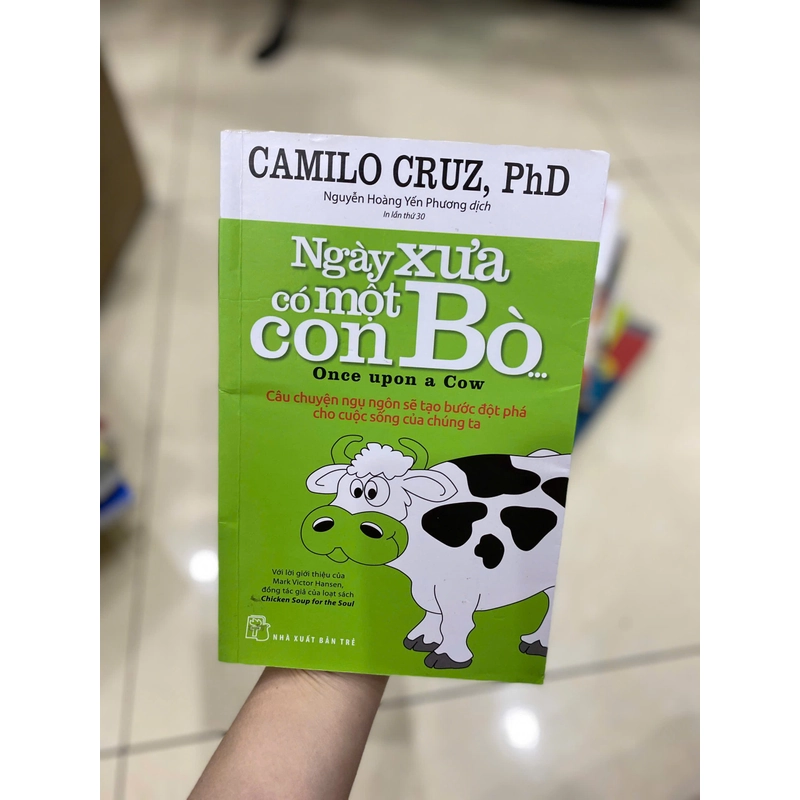 CAMILO CRUZ, PhD
Nguyễn Hoàng Yến Phương dịch
In lần thứ 30
Ngày xưa
có một
con Bò...
Once upon a Cow
Câu chuyện ngụ ngôn sẽ tạo bước đột phá
cho cuộc sống của chúng ta
Với lời giới thiệu của
Mark Victor Hansen,
đồng tác giả của loạt sách
Chicken Soup for the Soul
NHÀ XUẤT BẢN TRẺ